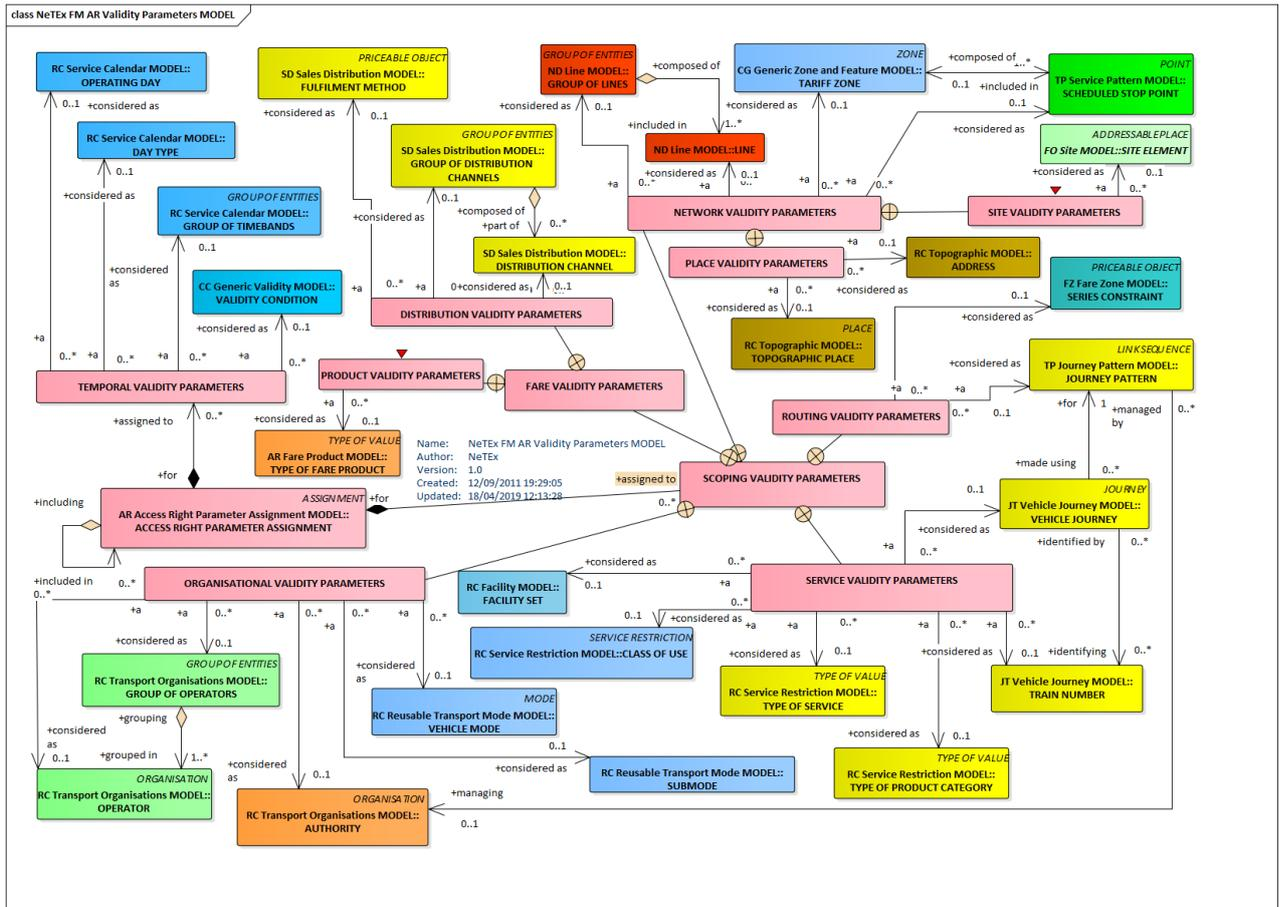 class NeTEx FM AR Validity Parameters MODEL
RC Service Calendar MODEL::
OPERATING DAY
0..1
+considered as
RC Service Calendar MODEL::
DAY TYPE
+considered as
0..1
GROUP OF ENTITIES
RC Service Calendar MODEL::
GROUP OF TIMEBANDS
0..1
+considered
as
CC Generic Validity MODEL::
VALIDITY CONDITION
+considered as
0..1
+a
0..*
+a
0..*
+a
0..*
+a
0..*
TEMPORAL VALIDITY PARAMETERS
+assigned to
0..*
+for
PRICEABLE OBJECT
SD Sales Distribution MODEL::
FULFILMENT METHOD
+considered as
0..1
GROUP OF ENTITIES
SD Sales Distribution MODEL::
GROUP OF DISTRIBUTION
CHANNELS
+considered as
0..1
+composed of
+part of
0..*
SD Sales Distribution MODEL::
DISTRIBUTION CHANNEL
+a
0..*
+a
0+considered as
0..1
DISTRIBUTION VALIDITY PARAMETERS
GROUP OF ENTITIES
ND Line MODEL::
GROUP OF LINES
+composed of
+considered as
0..1
+included in
1..*
ND Line MODEL::LINE
+considered as
0..1
+a
0..*
+a
ZONE
CG Generic Zone and Feature MODEL::
TARIFF ZONE
+considered as
0..1
+composed of
1..*
0..1
+included in
0..1
+considered as
POINT
TP Service Pattern MODEL::
SCHEDULED STOP POINT
ADDRESSABLE PLACE
FO Site MODEL::SITE ELEMENT
+considered as
0..1
+a
0..*
+a
0..*
+a
0..*
NETWORK VALIDITY PARAMETERS
SITE VALIDITY PARAMETERS
PLACE VALIDITY PARAMETERS
+a
0..1
0..*
+considered as
RC Topographic MODEL::
ADDRESS
+a
0..*
+considered as
0..1
PLACE
RC Topographic MODEL::
TOPOGRAPHIC PLACE
PRICEABLE OBJECT
FZ Fare Zone MODEL::
SERIES CONSTRAINT
0..1
+considered as
PRODUCT VALIDITY PARAMETERS
FARE VALIDITY PARAMETERS
+a
0..*
+considered as
0..1
TYPE OF VALUE
AR Fare Product MODEL::
TYPE OF FARE PRODUCT
LINK SEQUENCE
TP Journey Pattern MODEL::
JOURNEY PATTERN
+considered as
+a
0..*
+a
0..*
0..1
ROUTING VALIDITY PARAMETERS
+for
1
+managed
by
0..*
Name: NeTEx FM AR Validity Parameters MODEL
Author: NeTEx
Version: 1.0
Created: 12/09/2011 19:29:05
Updated: 18/04/2019 12:13:28
+assigned to
0..*
SCOPING VALIDITY PARAMETERS
+made using
0..*
+including
ASSIGNMENT
AR Access Right Parameter Assignment MODEL::
ACCESS RIGHT PARAMETER ASSIGNMENT
+for
+included in
0..*
0..*
0..1
+considered as
JOURNEY
JT Vehicle Journey MODEL::
VEHICLE JOURNEY
+identified by
0..*
+a
0..*
ORGANISATIONAL VALIDITY PARAMETERS
RC Facility MODEL::
FACILITY SET
+considered as
0..1
+a
SERVICE VALIDITY PARAMETERS
0..*
+a
0..*
+a
0..*
+a
0..*
+a
0..*
0..1
+considered as
SERVICE RESTRICTION
RC Service Restriction MODEL::CLASS OF USE
+a
+a
0..*
+a
0..*
+a
0..*
+considered as
0..1
GROUP OF ENTITIES
RC Transport Organisations MODEL::
GROUP OF OPERATORS
+grouping
+grouped in
1..*
+considered
as
0..1
ORGANISATION
RC Transport Organisations MODEL::
OPERATOR
+considered
as
0..1
MODE
RC Reusable Transport Mode MODEL::
VEHICLE MODE
+considered as
0..1
TYPE OF VALUE
RC Service Restriction MODEL::
TYPE OF SERVICE
+considered as
0..1
+identifying
0..*
JT Vehicle Journey MODEL::
TRAIN NUMBER
+considered
as
0..1
ORGANISATION
RC Transport Organisations MODEL::
AUTHORITY
0..1
+considered as
RC Reusable Transport Mode MODEL::
SUBMODE
+considered as
0..1
TYPE OF VALUE
RC Service Restriction MODEL::
TYPE OF PRODUCT CATEGORY
+managing
0..1